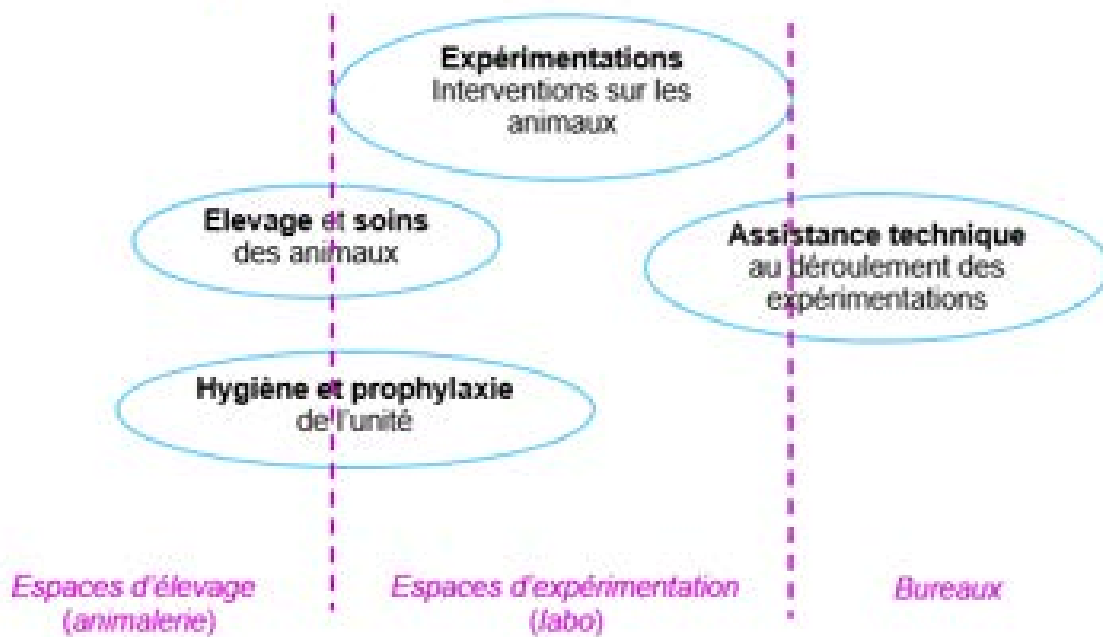 Expérimentations
Interventions sur les
animaux
Elevage et soins
des animaux
Assistance technique
au déroulement des
expérimentations
Hygiène et prophylaxie
de l'unité
Espaces d'élevage
(animalerie)
Espaces d'expérimentation
(labo)
Bureaux